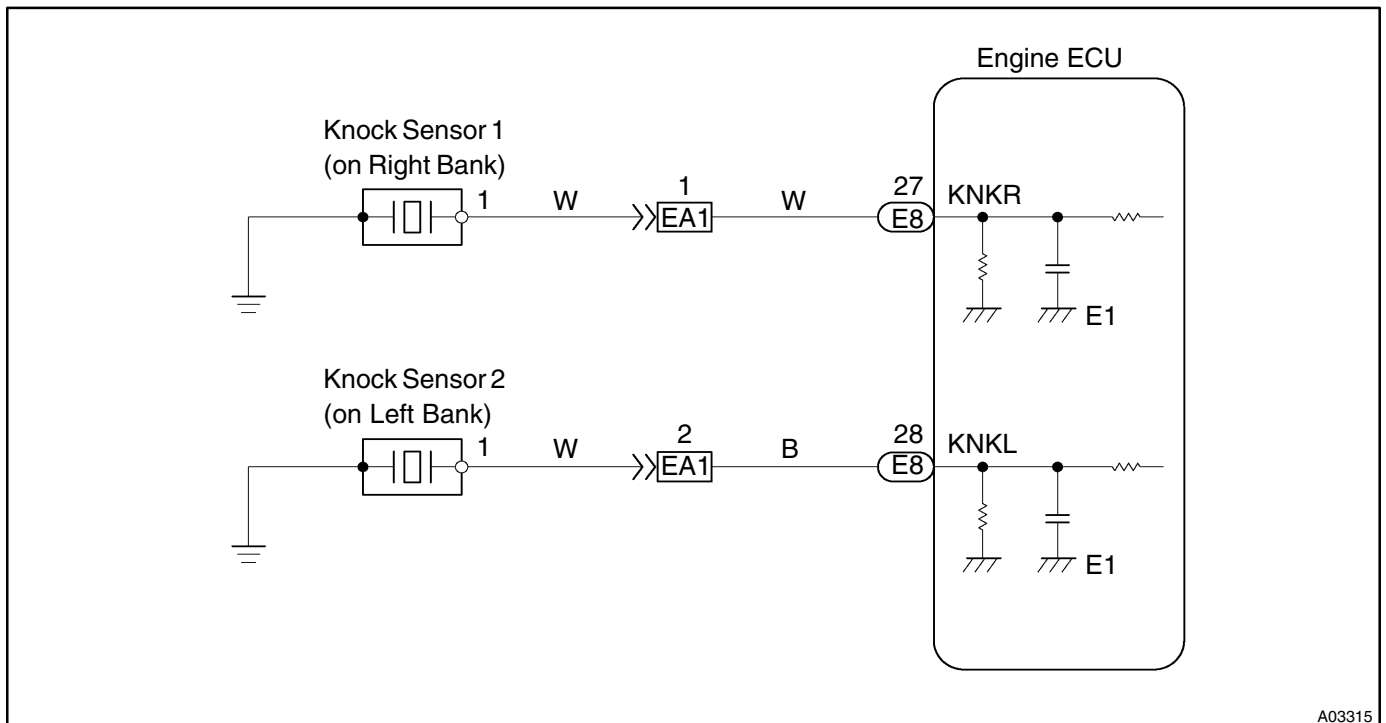 Engine ECU
Knock Sensor 1
(on Right Bank)
1
W
1
EA1
W
27
E8
KNKR
E1
Knock Sensor 2
(on Left Bank)
1
W
2
EA1
B
28
E8
KNKL
E1
A03315